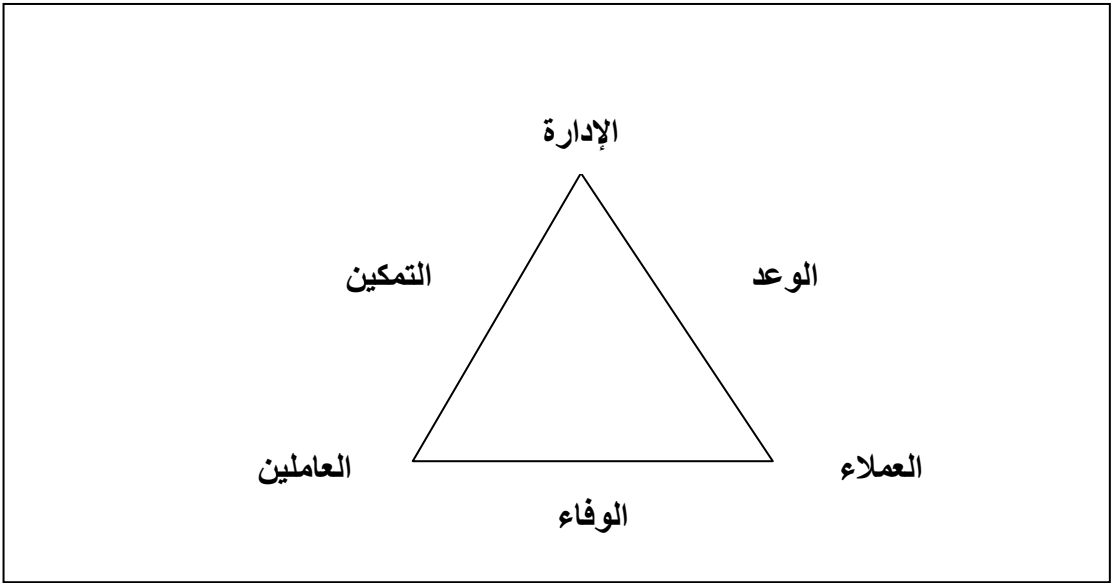 الإدارة
الوعد
التمكين
العملاء
العاملين
الوفاء